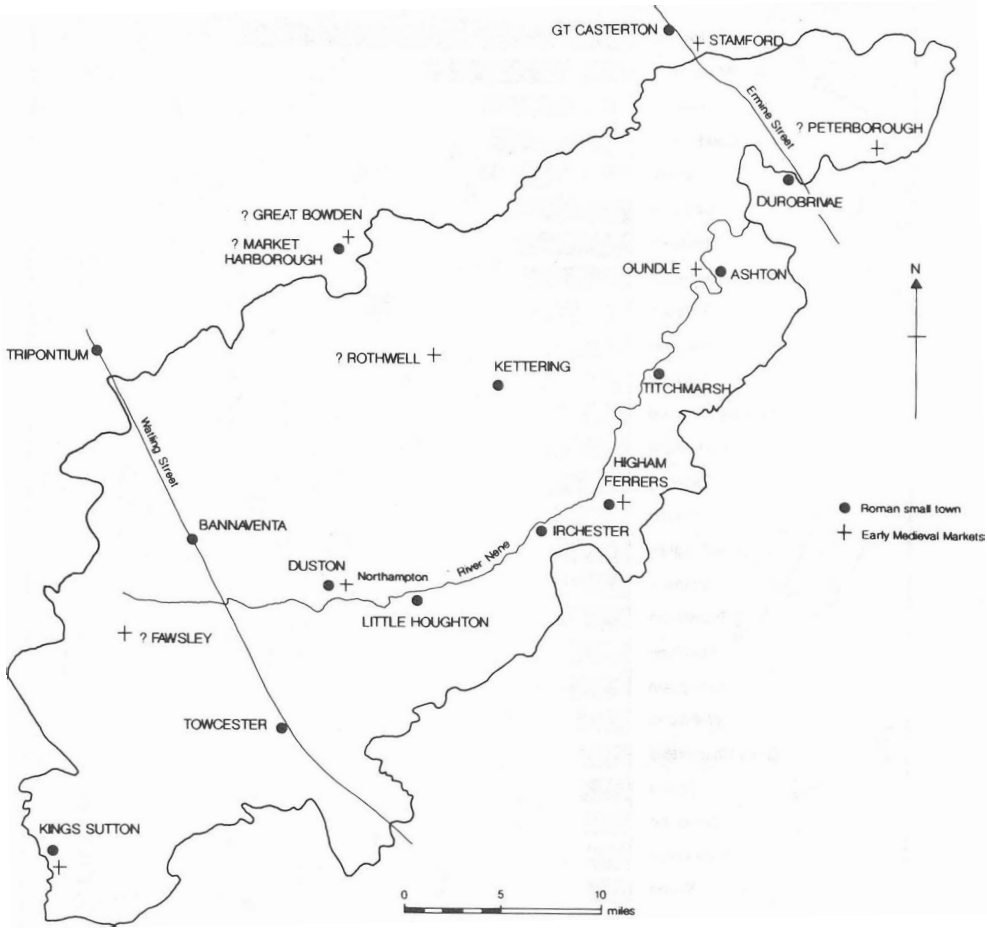 GT CASTERTON
STAMFORD
Ermine Street
? PETERBOROUGH
DUROBRIVAE
? GREAT BOWDEN
? MARKET
HARBOROUGH
OUNDLE
ASHTON
N
TRIPONTIUM
? ROTHWELL
KETTERING
TITCHMARSH
Watling Street
HIGHAM
FERRERS
Roman small town
Early Medieval Markets
BANNAVENTA
IRCHESTER
River Nene
DUSTON
Northampton
LITTLE HOUGHTON
? FAWSLEY
TOWCESTER
KINGS SUTTON
0 5 10
miles